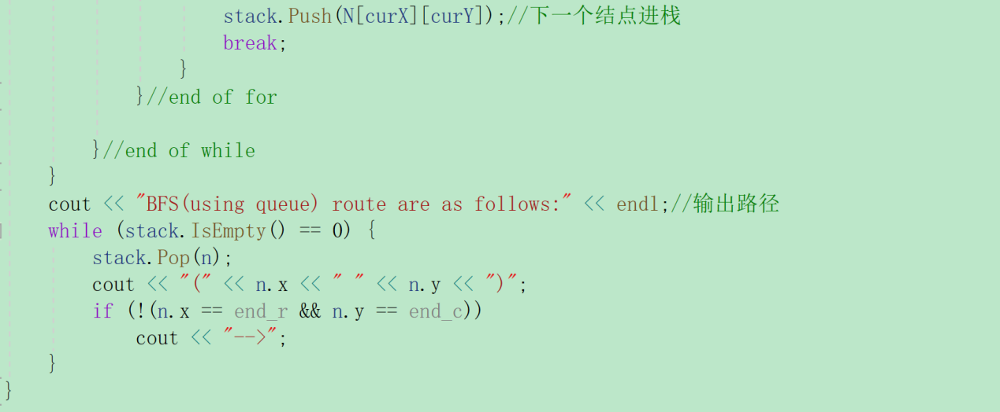 stack.Push(N[curX][curY]);//下一个结点进栈
break;
}
}//end of for
}//end of while
}
cout << "BFS(using queue) route are as follows:" << endl;//输出路径
while (stack.IsEmpty() == 0) {
stack.Pop(n);
cout << "(" << n.x << " " << n.y << ")";
if (!(n.x == end_r && n.y == end_c))
cout << "-->";
}
}